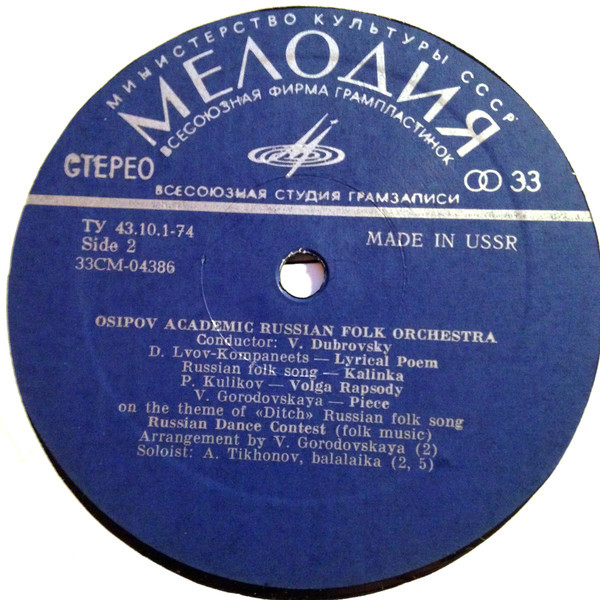 МИНИСТЕРСТВО КУЛЬТУРЫ СССР
МЕЛОДИЯ
ВСЕСОЮЗНАЯ ФИРМА ГРАМПЛАСТИНОК
СТЕРЕО
33
ВСЕСОЮЗНАЯ СТУДИЯ ГРАМЗАПИСИ
ТУ 43.10.1-74
Side 2
MADE IN USSR
33СМ-04386
OSIPOV ACADEMIC RUSSIAN FOLK ORCHESTRA
Conductor: V. Dubrovsky
D. Lvov-Kompaneets — Lyrical Poem
Russian folk song — Kalinka
P. Kulikov — Volga Rapsody
V. Gorodovskaya — Piece
on the theme of «Ditch» Russian folk song
Russian Dance Contest (folk music)
Arrangement by V. Gorodovskaya (2)
Soloist: A. Tikhonov, balalaika (2, 5)